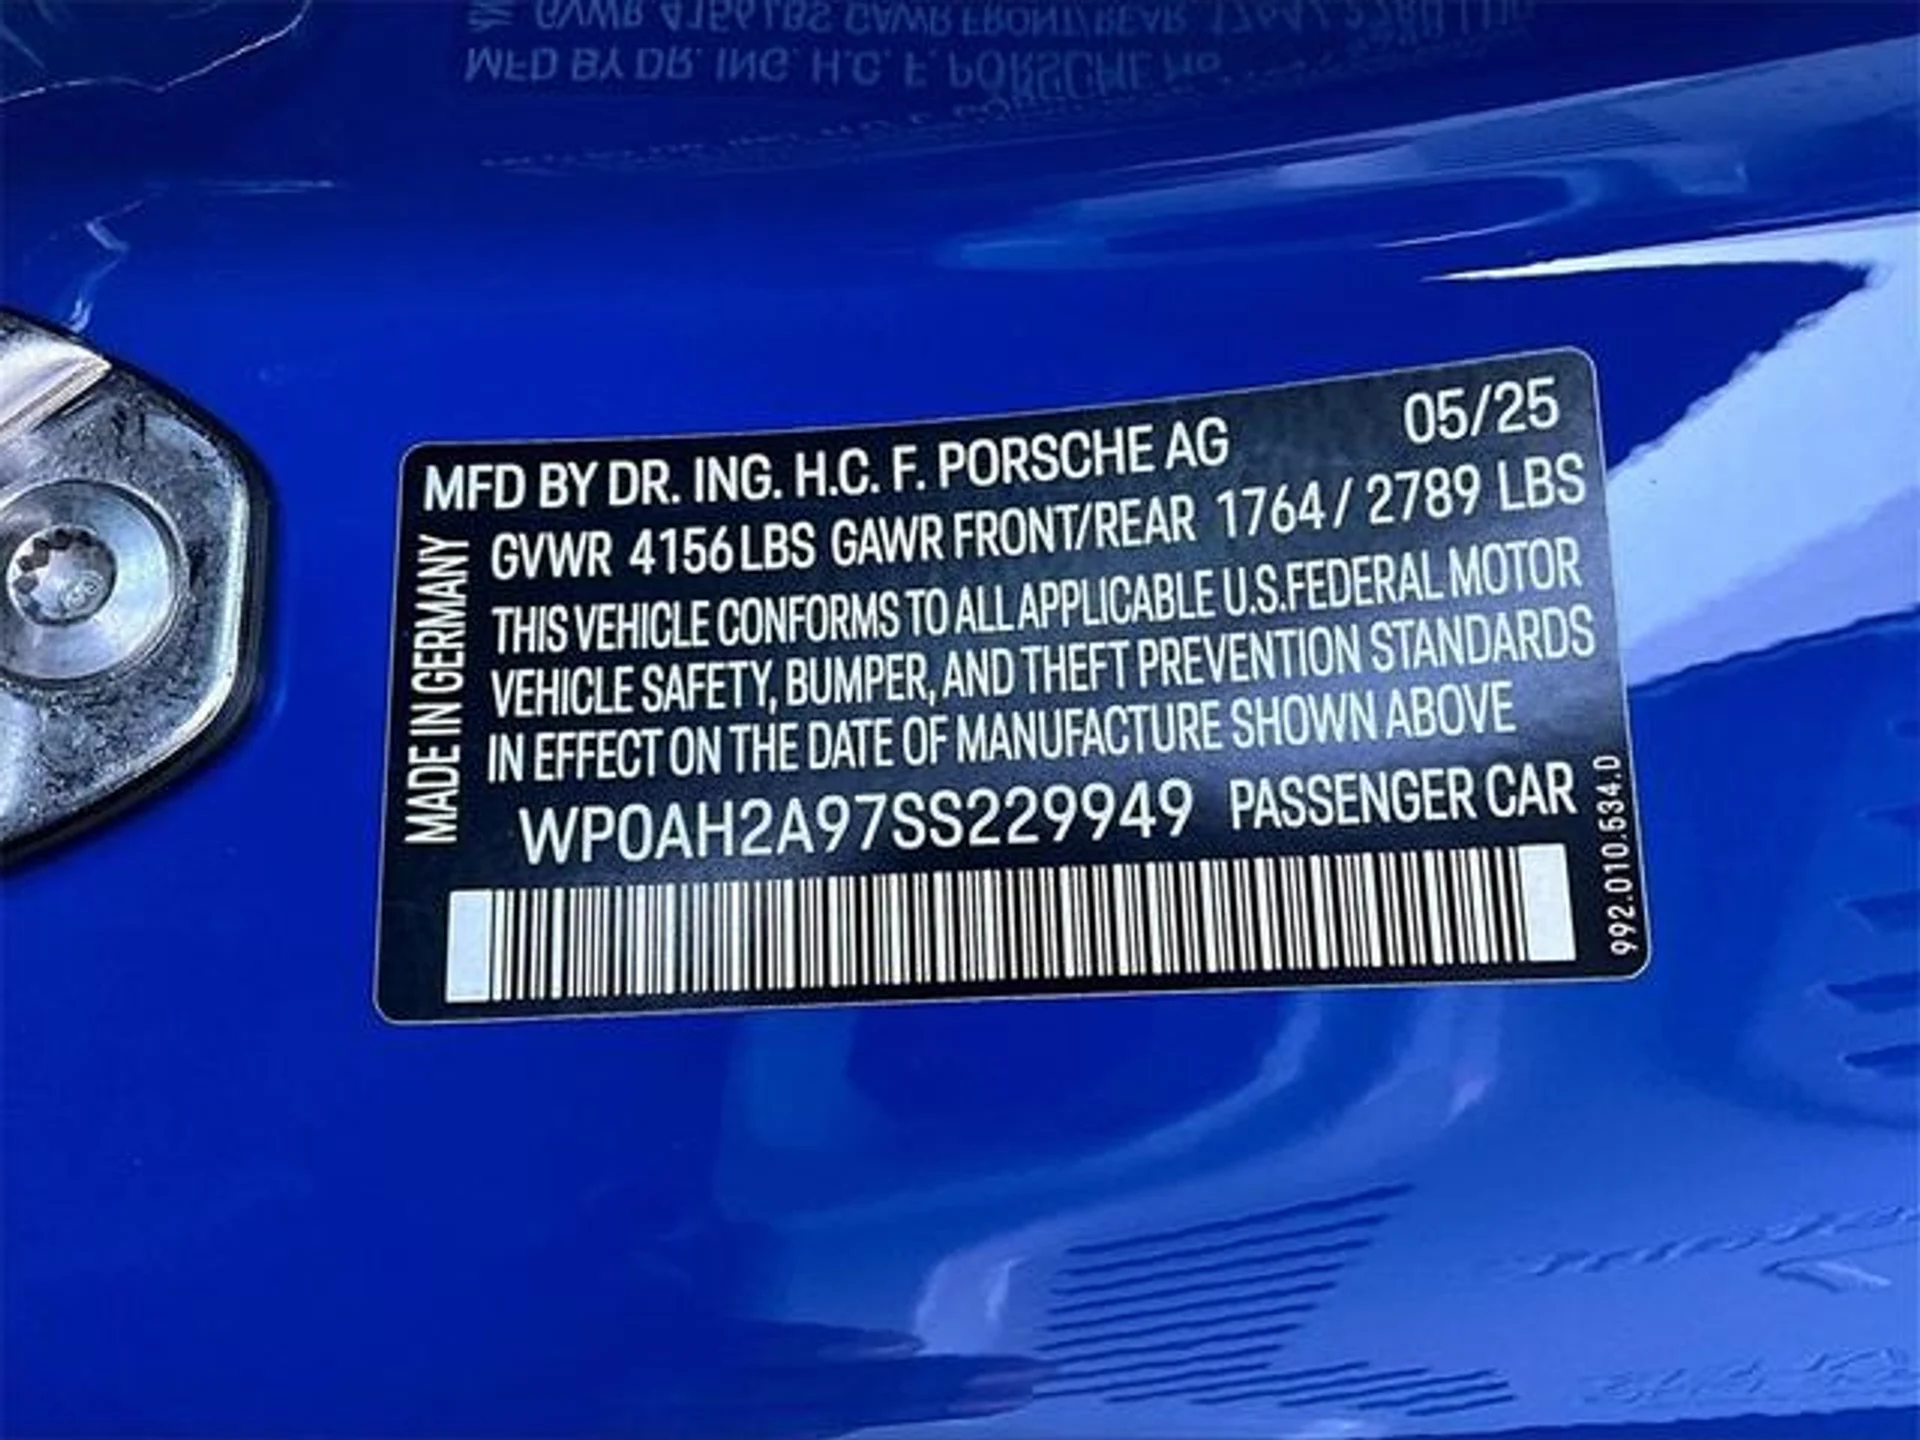 MFD BY DR. ING. H.C. F. PORSCHE AG 05/25
GVWR 4156 LBS GAWR FRONT/REAR 1764 / 2789 LBS
THIS VEHICLE CONFORMS TO ALL APPLICABLE U.S. FEDERAL MOTOR
VEHICLE SAFETY, BUMPER, AND THEFT PREVENTION STANDARDS
IN EFFECT ON THE DATE OF MANUFACTURE SHOWN ABOVE
WP0AH2A97SS229949 PASSENGER CAR
MADE IN GERMANY
992.010.534.0